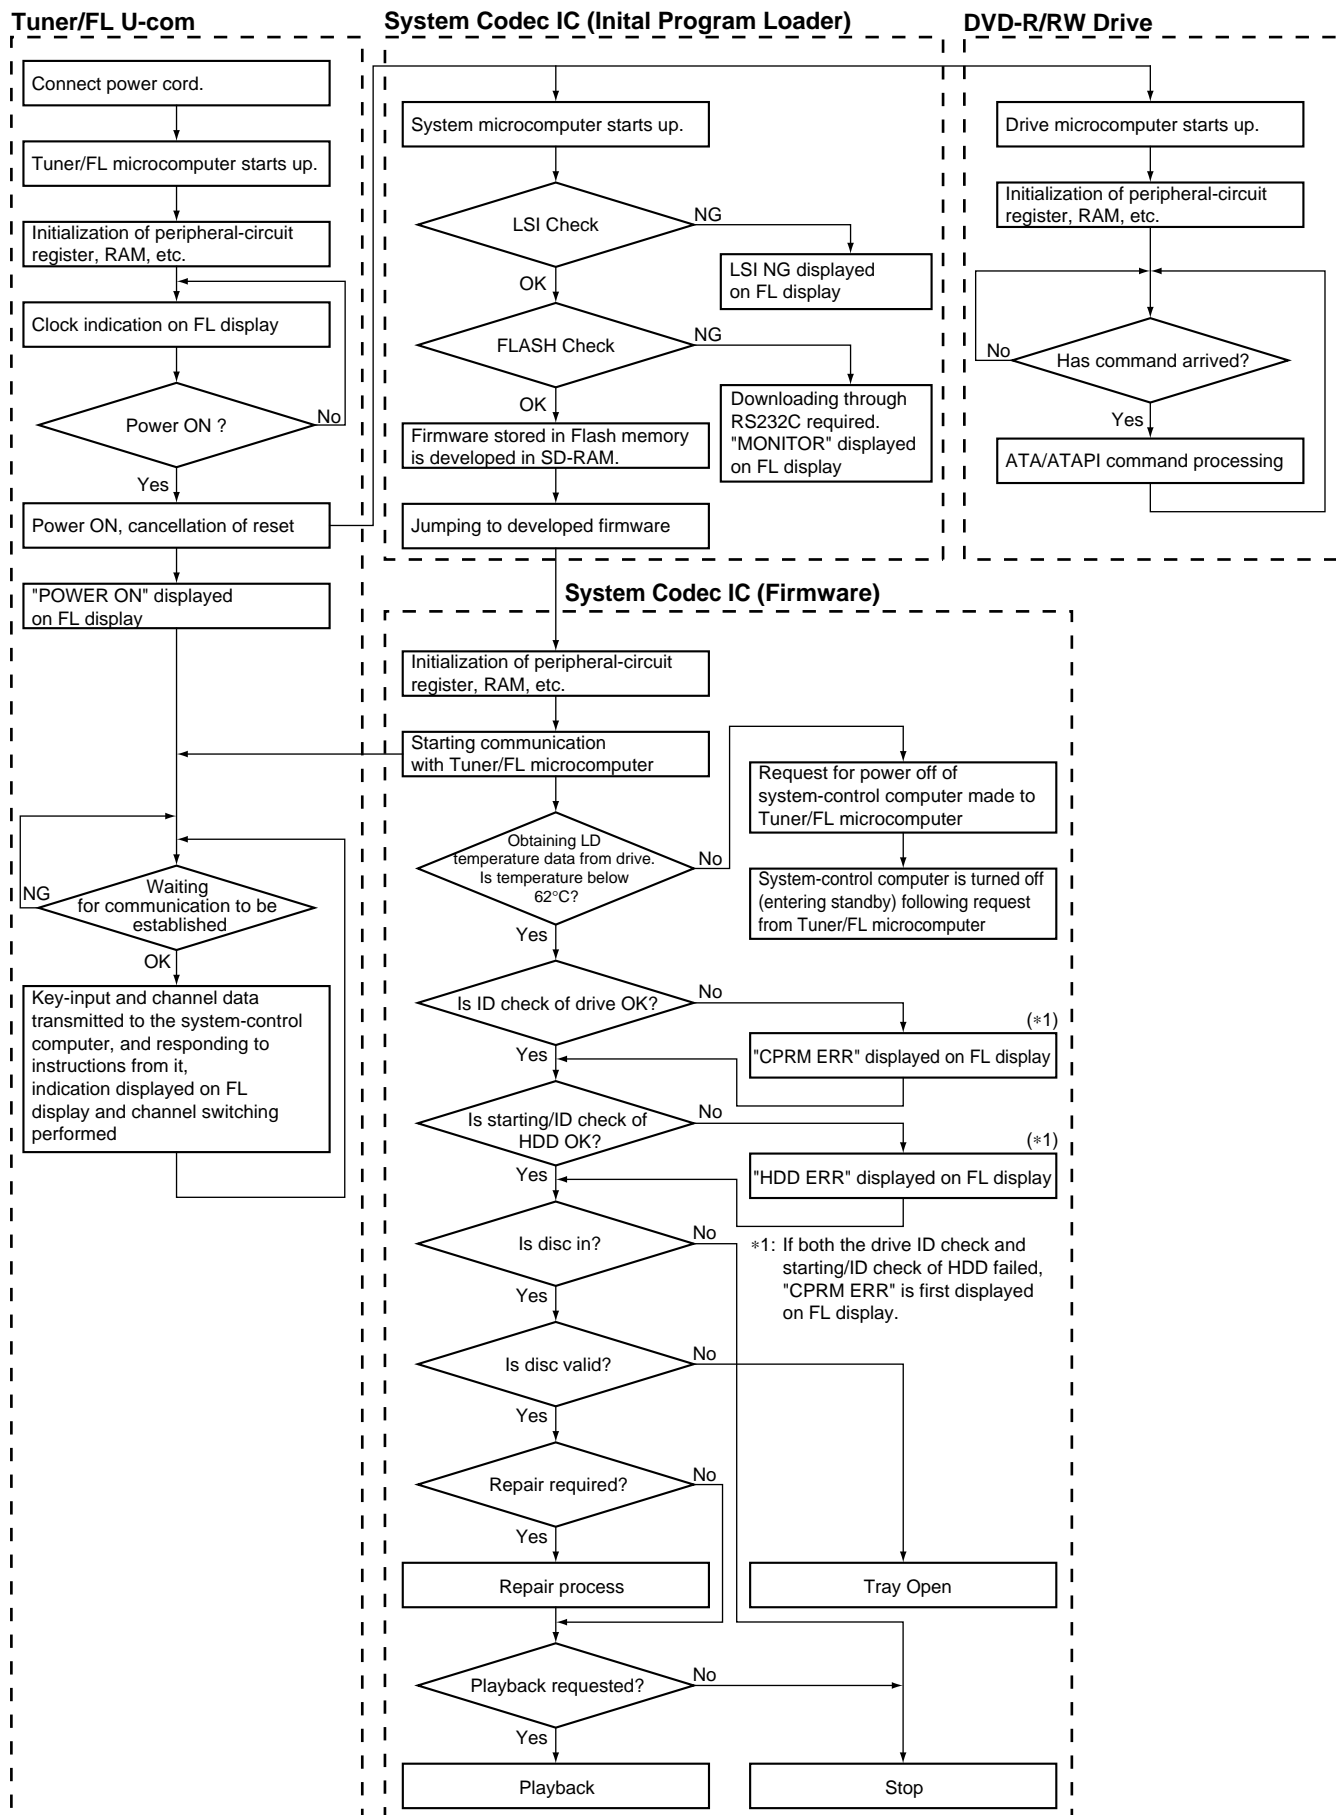 Tuner/FL U-com
Connect power cord.
Tuner/FL microcomputer starts up.
Initialization of peripheral-circuit
register, RAM, etc.
Clock indication on FL display
Power ON ?
No
Yes
Power ON, cancellation of reset
"POWER ON" displayed
on FL display
NG
Waiting
for communication to be
established
OK
Key-input and channel data
transmitted to the system-control
computer, and responding to
instructions from it,
indication displayed on FL
display and channel switching
performed
System Codec IC (Inital Program Loader)
System microcomputer starts up.
LSI Check
NG
LSI NG displayed
on FL display
OK
FLASH Check
NG
Downloading through
RS232C required.
"MONITOR" displayed
on FL display
OK
Firmware stored in Flash memory
is developed in SD-RAM.
Jumping to developed firmware
DVD-R/RW Drive
Drive microcomputer starts up.
Initialization of peripheral-circuit
register, RAM, etc.
No
Has command arrived?
Yes
ATA/ATAPI command processing
System Codec IC (Firmware)
Initialization of peripheral-circuit
register, RAM, etc.
Starting communication
with Tuner/FL microcomputer
Obtaining LD
temperature data from drive.
Is temperature below
62°C?
No
Request for power off of
system-control computer made to
Tuner/FL microcomputer
System-control computer is turned off
(entering standby) following request
from Tuner/FL microcomputer
Yes
Is ID check of drive OK?
No
(∗1)
"CPRM ERR" displayed on FL display
Yes
Is starting/ID check of
HDD OK?
No
(∗1)
"HDD ERR" displayed on FL display
Yes
Is disc in?
No
∗1: If both the drive ID check and
starting/ID check of HDD failed,
"CPRM ERR" is first displayed
on FL display.
Yes
Is disc valid?
No
Yes
Repair required?
No
Yes
Repair process
Tray Open
Playback requested?
No
Yes
Playback
Stop